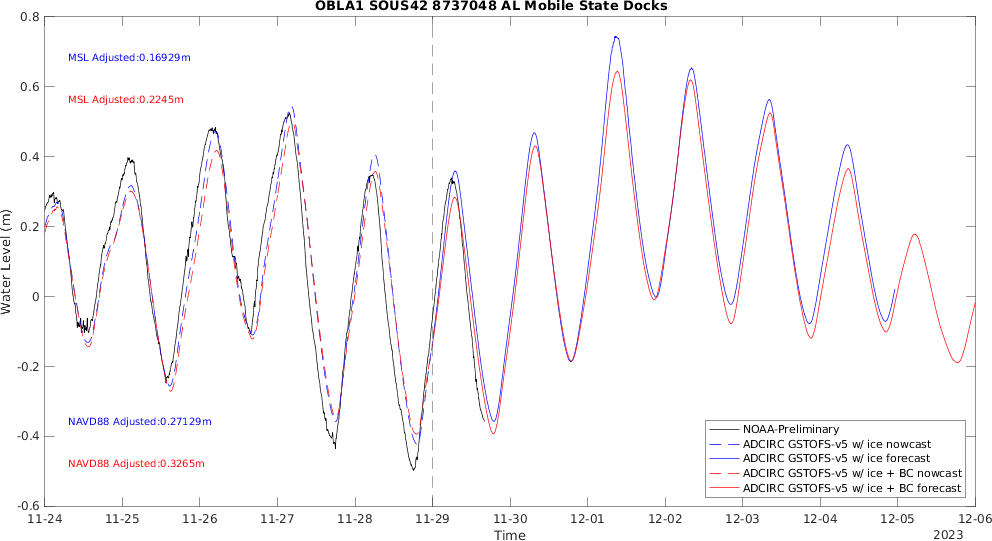 OBLA1 SOUS42 8737048 AL Mobile State Docks
0.8
0.6
0.4
0.2
0
-0.2
-0.4
-0.6
Water Level (m)
MSL Adjusted:0.16929m
MSL Adjusted:0.2245m
NAVD88 Adjusted:0.27129m
NAVD88 Adjusted:0.3265m
NOAA-Preliminary
ADCIRC GSTOFS-v5 w/ ice nowcast
ADCIRC GSTOFS-v5 w/ ice forecast
ADCIRC GSTOFS-v5 w/ ice + BC nowcast
ADCIRC GSTOFS-v5 w/ ice + BC forecast
11-24 11-25 11-26 11-27 11-28 11-29 11-30 12-01 12-02 12-03 12-04 12-05 12-06
Time
2023